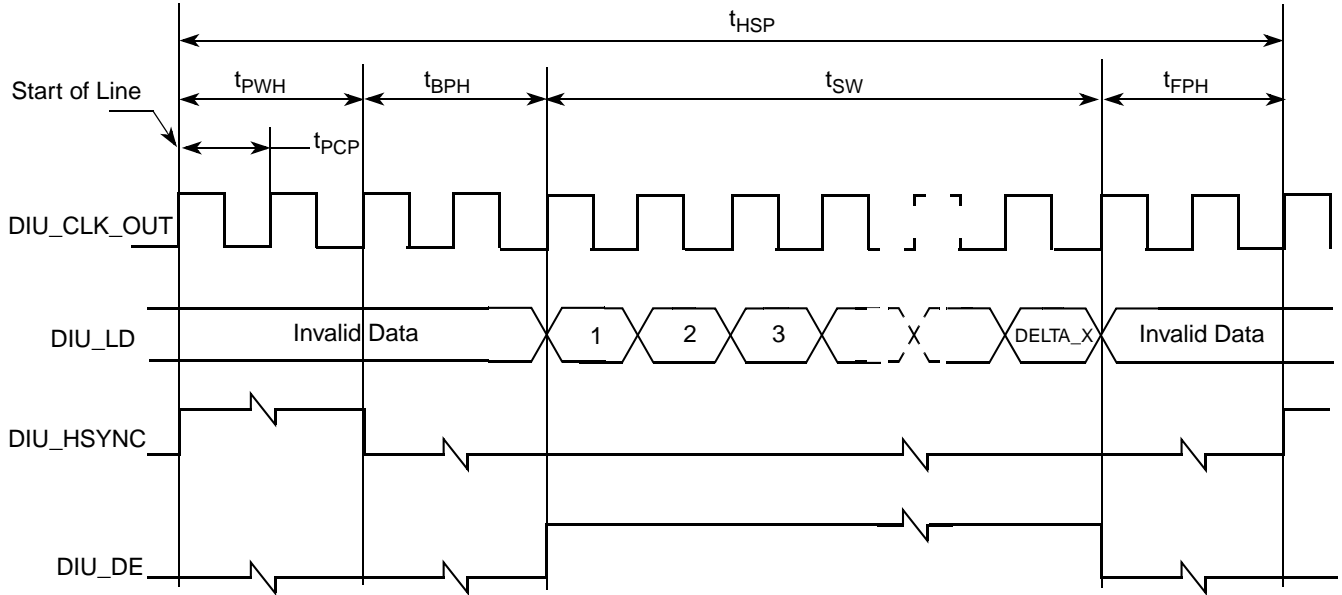 tHSP
tPWH
tBPH
tSW
tFPH
Start of Line
tPCP
DIU_CLK_OUT
DIU_LD
Invalid Data
1
2
3
DELTA_X
Invalid Data
DIU_HSYNC
DIU_DE